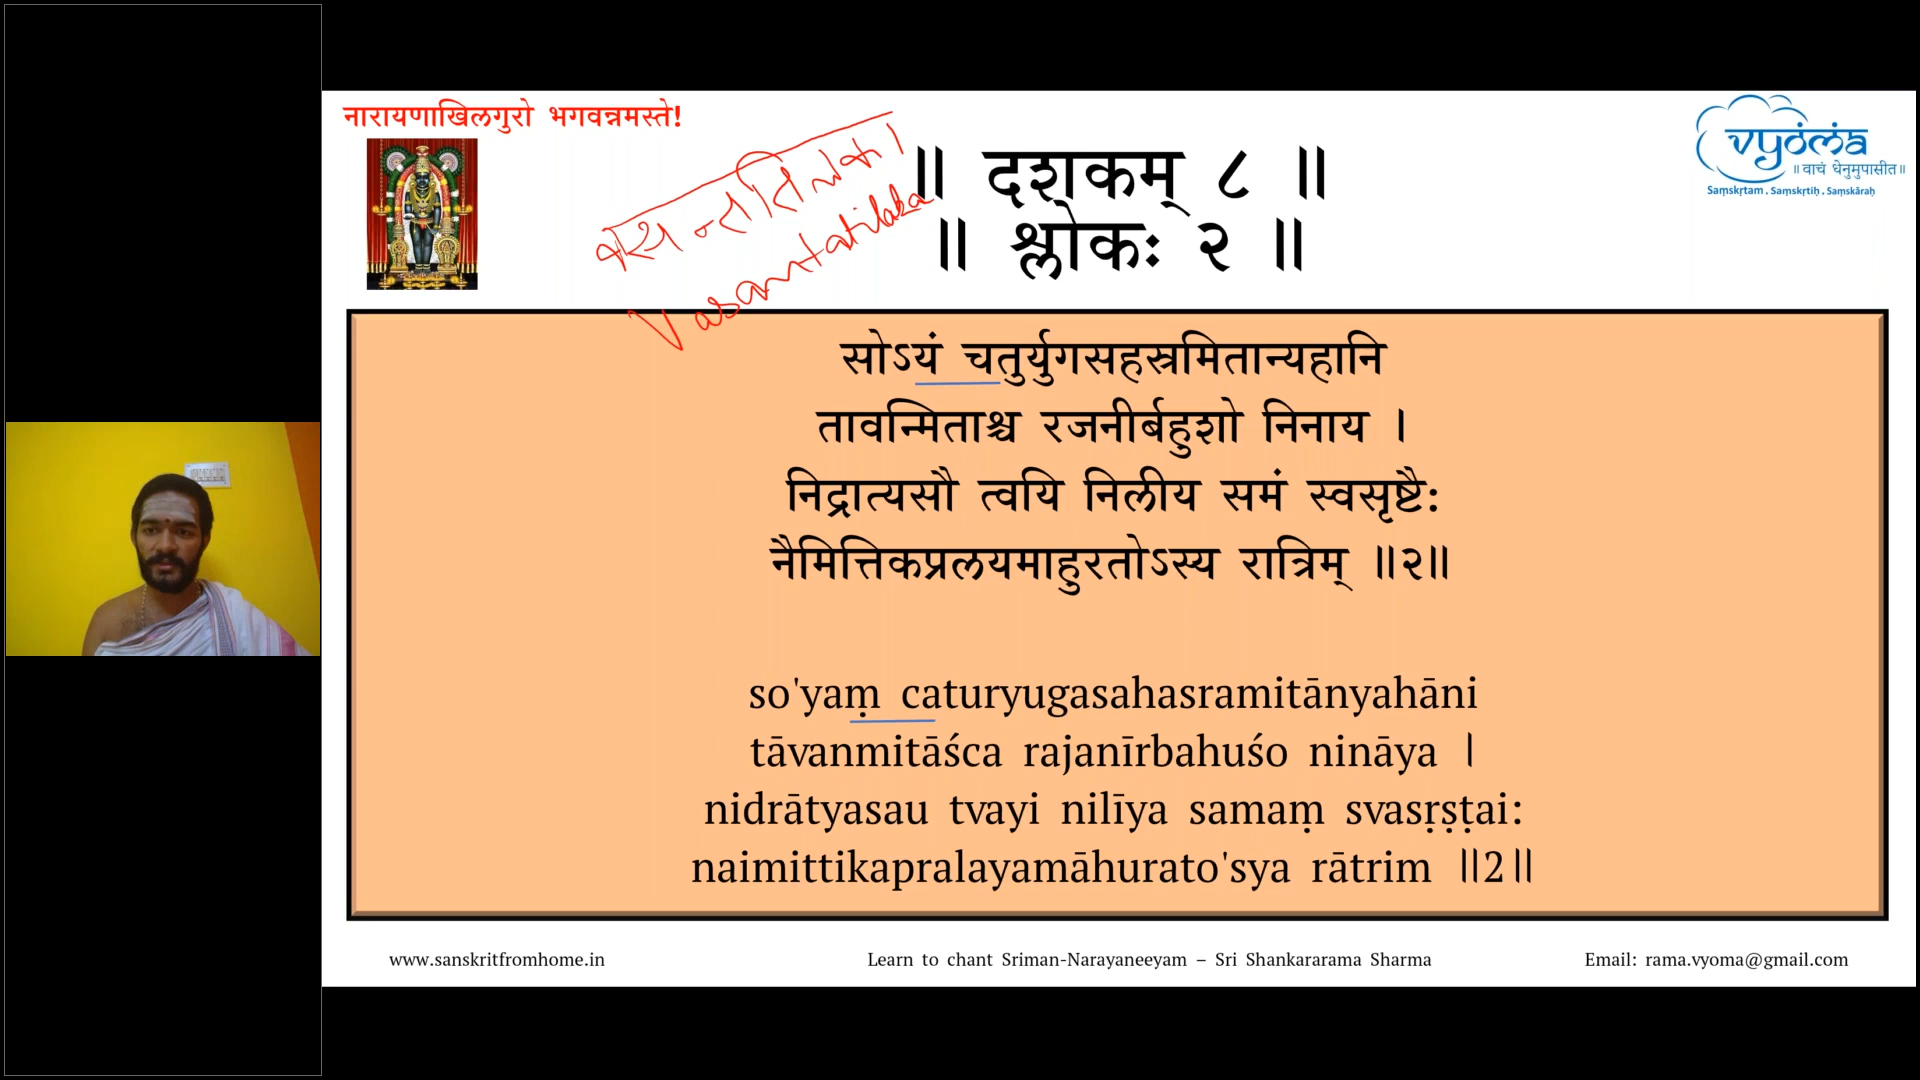 नारायणाखिलगुरो भगवन्नमस्ते!
वसन्ततिलका।
Vasantatilaka
॥ दशकम् ८ ॥
॥ श्लोकः २ ॥
vyoma
॥ वाचं धेनुमुपासीत॥
Saṃskṛtam . Saṃskṛtiḥ . Saṃskāraḥ
सोऽयं चतुर्युगसहस्रमितान्यहानि
तावन्मिताश्च रजनीर्बहुशो निनाय ।
निद्रात्यसौ त्वयि निलीय समं स्वसृष्टै:
नैमित्तिकप्रलयमाहुरतोऽस्य रात्रिम् ॥२॥
so'yaṃ caturyugasahasramitānyahāni
tāvanmitāśca rajanīrbahuśo nināya |
nidrātyasau tvayi nilīya samaṃ svasṛṣṭai:
naimittikapralayamāhurato'sya rātrim ॥2॥
www.sanskritfromhome.in
Learn to chant Sriman-Narayaneeyam – Sri Shankararama Sharma
Email: rama.vyoma@gmail.com